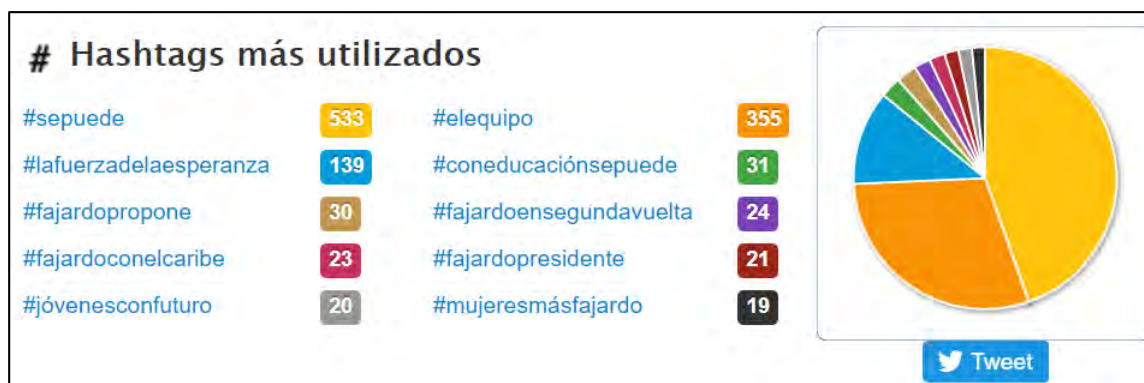 # Hashtags más utilizados
#sepuede 533 #elequipo 355
#lafuerzadelaesperanza 139 #coneducaciónsepuede 31
#fajardopropone 30 #fajardoensegundavuelta 24
#fajardoconelcaribe 23 #fajardopresidente 21
#jóvenesconfuturo 20 #mujeresmásfajardo 19
Tweet